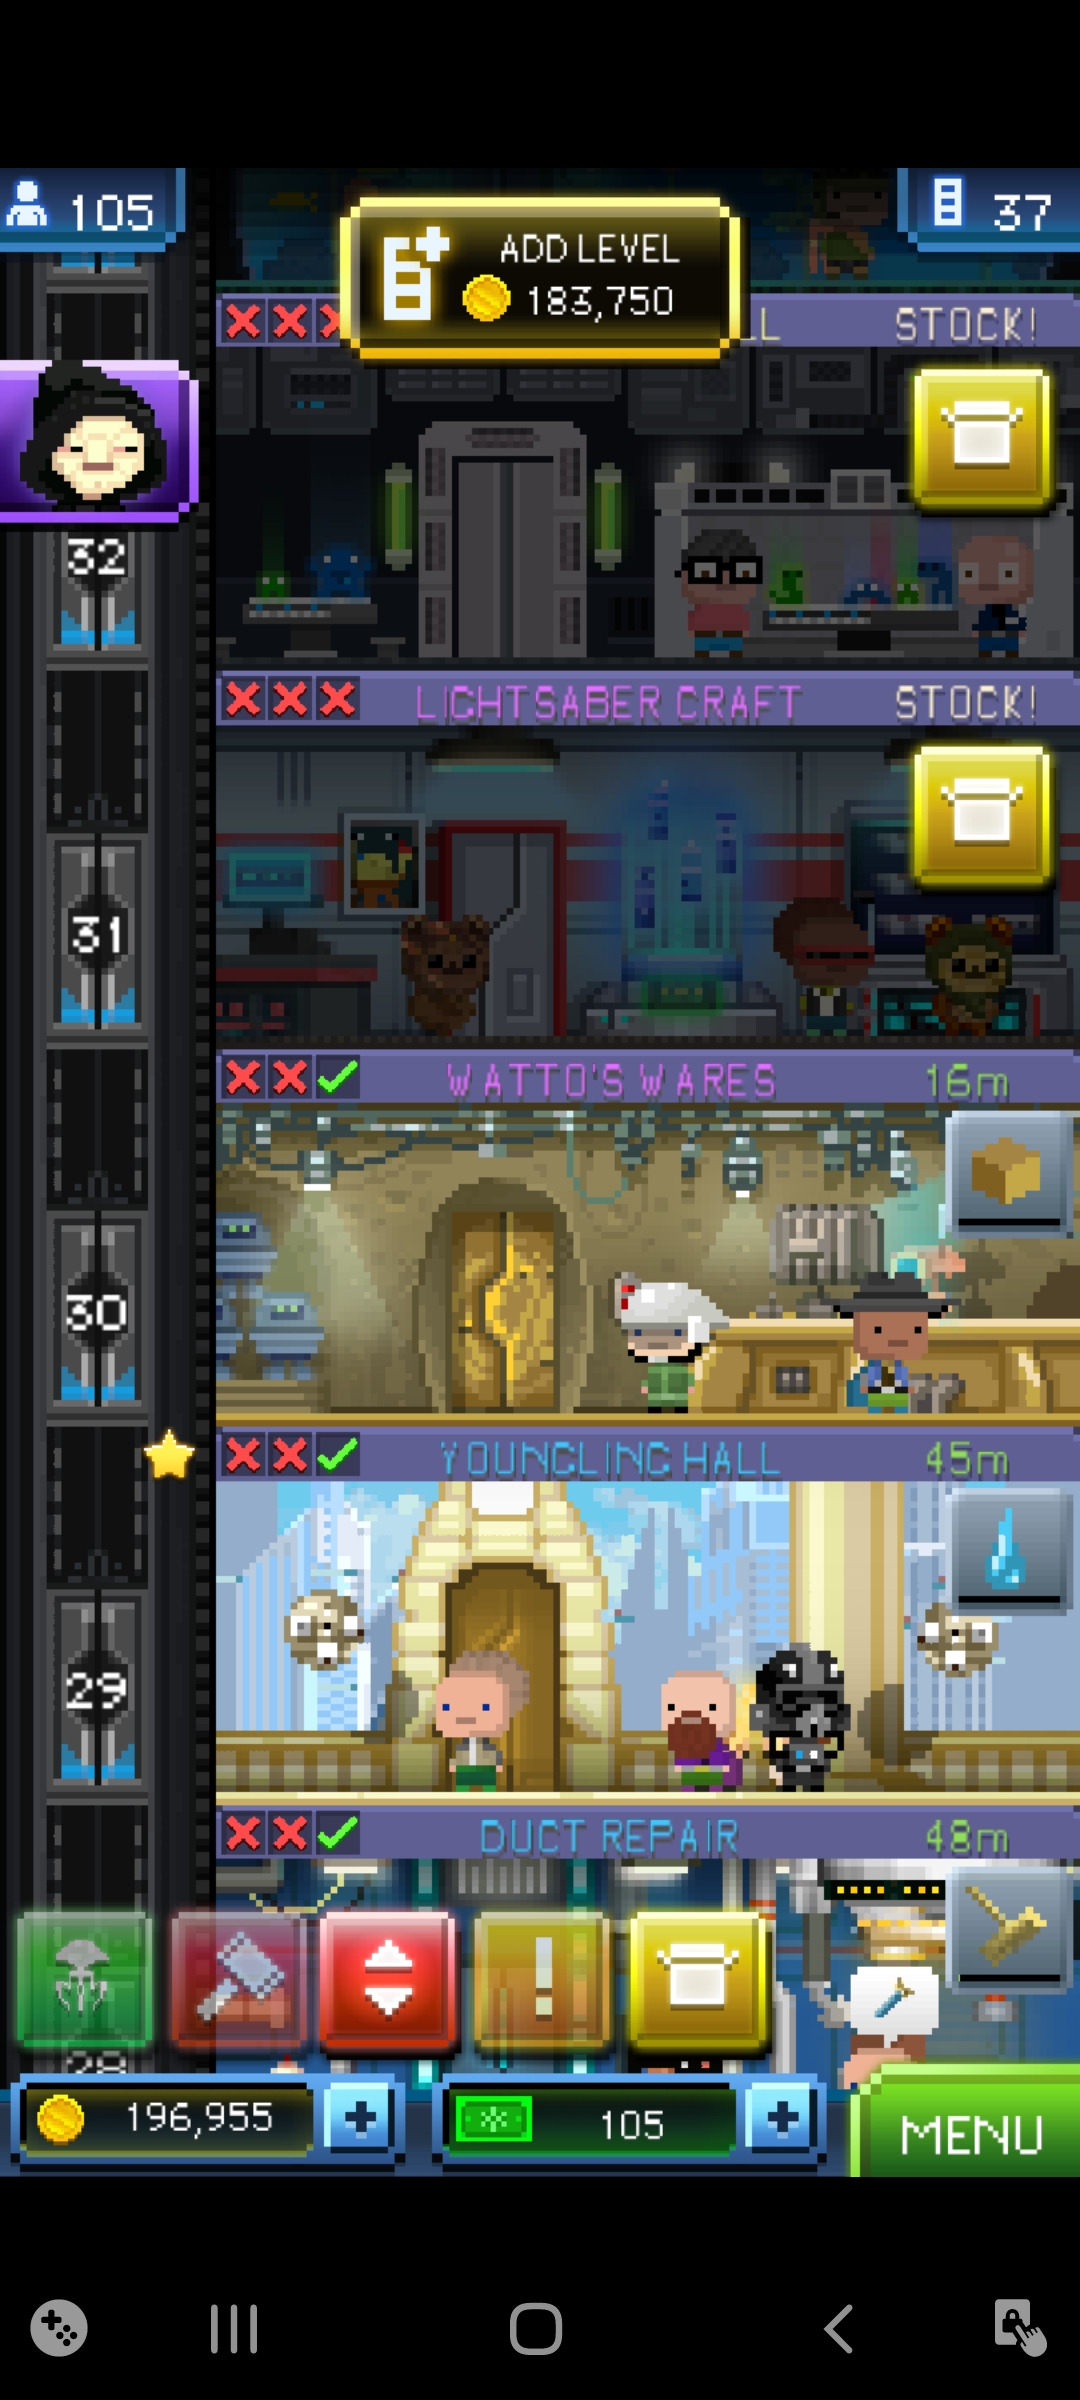 105
37
ADD LEVEL
183,750
LL STOCK!
32
LIGHTSABER CRAFT STOCK!
31
WATTO'S WARES 16m
30
YOUNGLING HALL 45m
29
DUCT REPAIR 48m
28
196,955
105
MENU